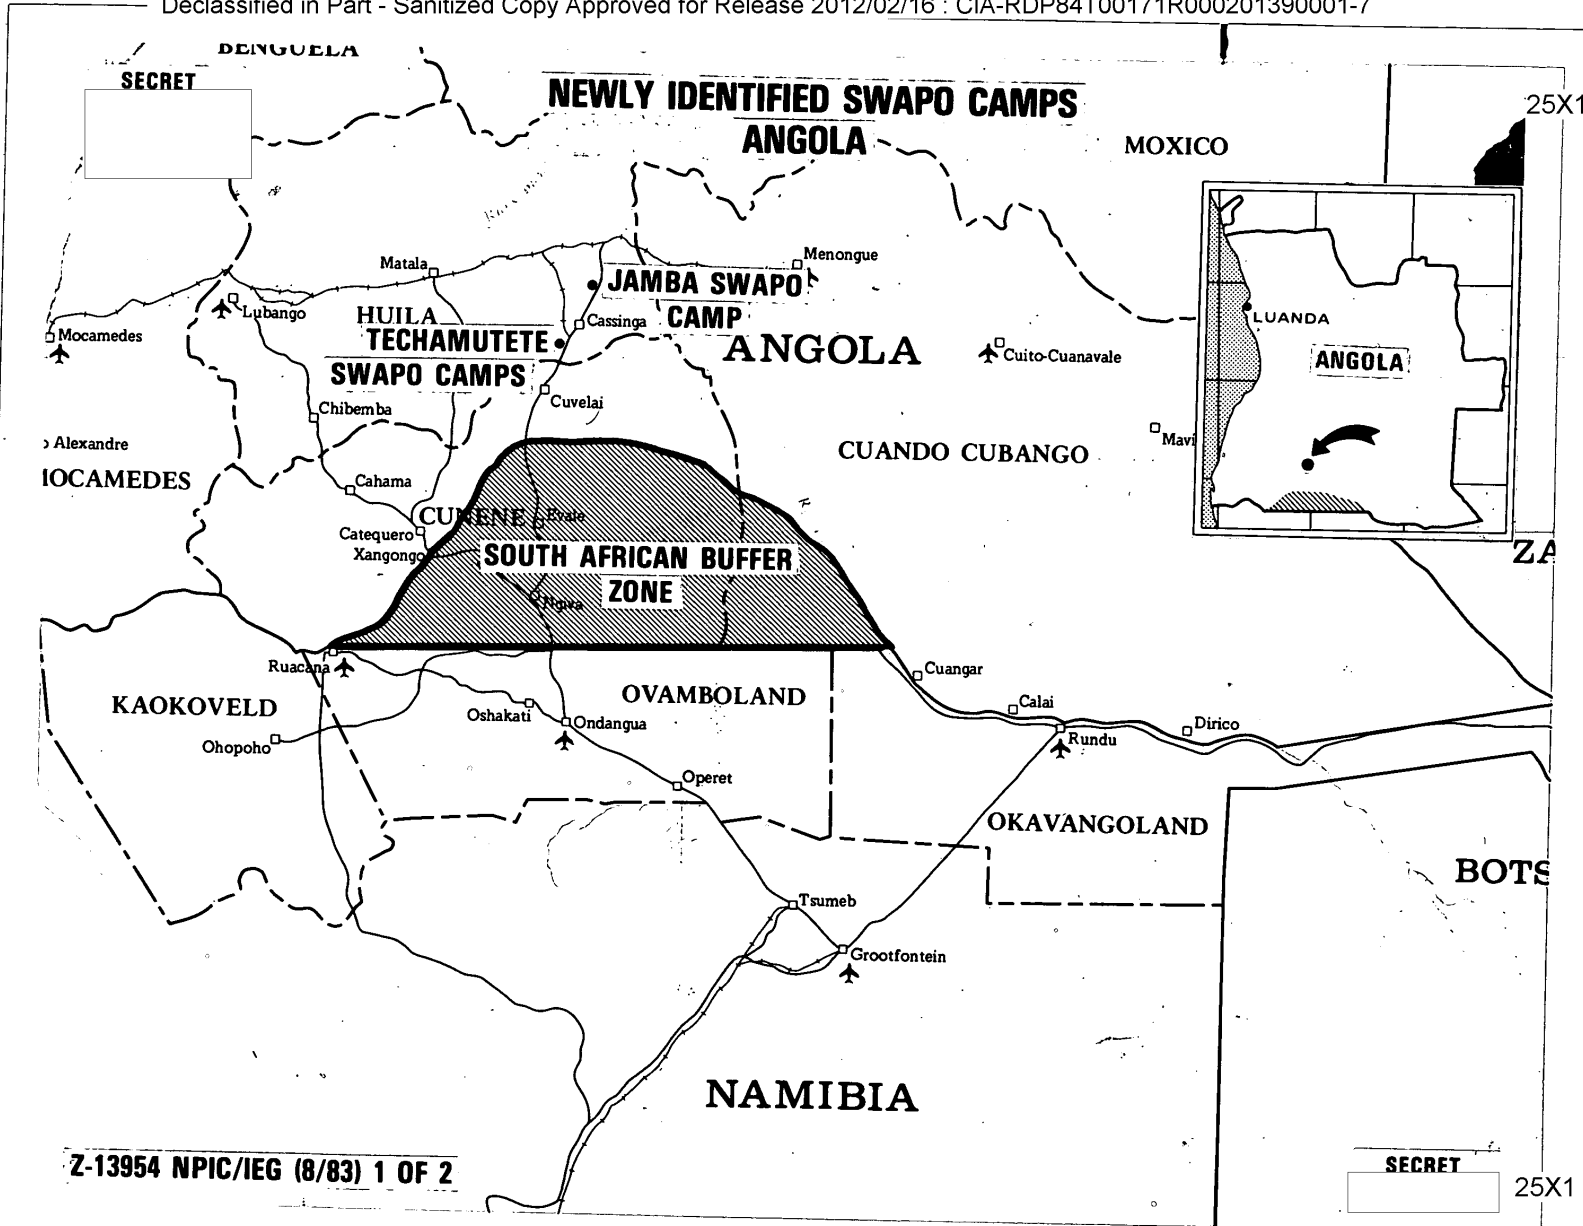 Declassified in Part - Sanitized Copy Approved for Release 2012/02/16 : CIA-RDP84T00171R000201390001-7
BENGUELA
SECRET
NEWLY IDENTIFIED SWAPO CAMPS
ANGOLA
25X1
MOXICO
Menongue
Matala
JAMBA SWAPO
CAMP
Lubango
HUILA
Cassinga
LUANDA
Mocamedes
TECHAMUTETE
SWAPO CAMPS
ANGOLA
Cuito-Cuanavale
ANGOLA
Cuvelai
Chibemba
Alexandre
Mavi
CUANDO CUBANGO
IOCAMEDES
Cahama
CUNENE
Evale
Catequero
Xangongo
SOUTH AFRICAN BUFFER
ZONE
ZA
Ngiva
Ruacana
Cuangar
KAOKOVELD
OVAMBOLAND
Calai
Oshakati
Ondangua
Dirico
Ohopoho
Rundu
Operet
OKAVANGOLAND
BOTS
Tsumeb
Grootfontein
NAMIBIA
Z-13954 NPIC/IEG (8/83) 1 OF 2
SECRET
25X1